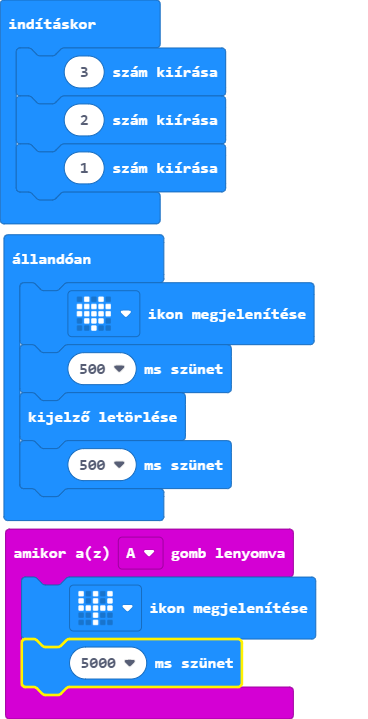 indításkor
3 szám kiírása
2 szám kiírása
1 szám kiírása
állandóan
ikon megjelenítése
500 ms szünet
kijelző letörlése
500 ms szünet
amikor a(z) A gomb lenyomva
ikon megjelenítése
5000 ms szünet